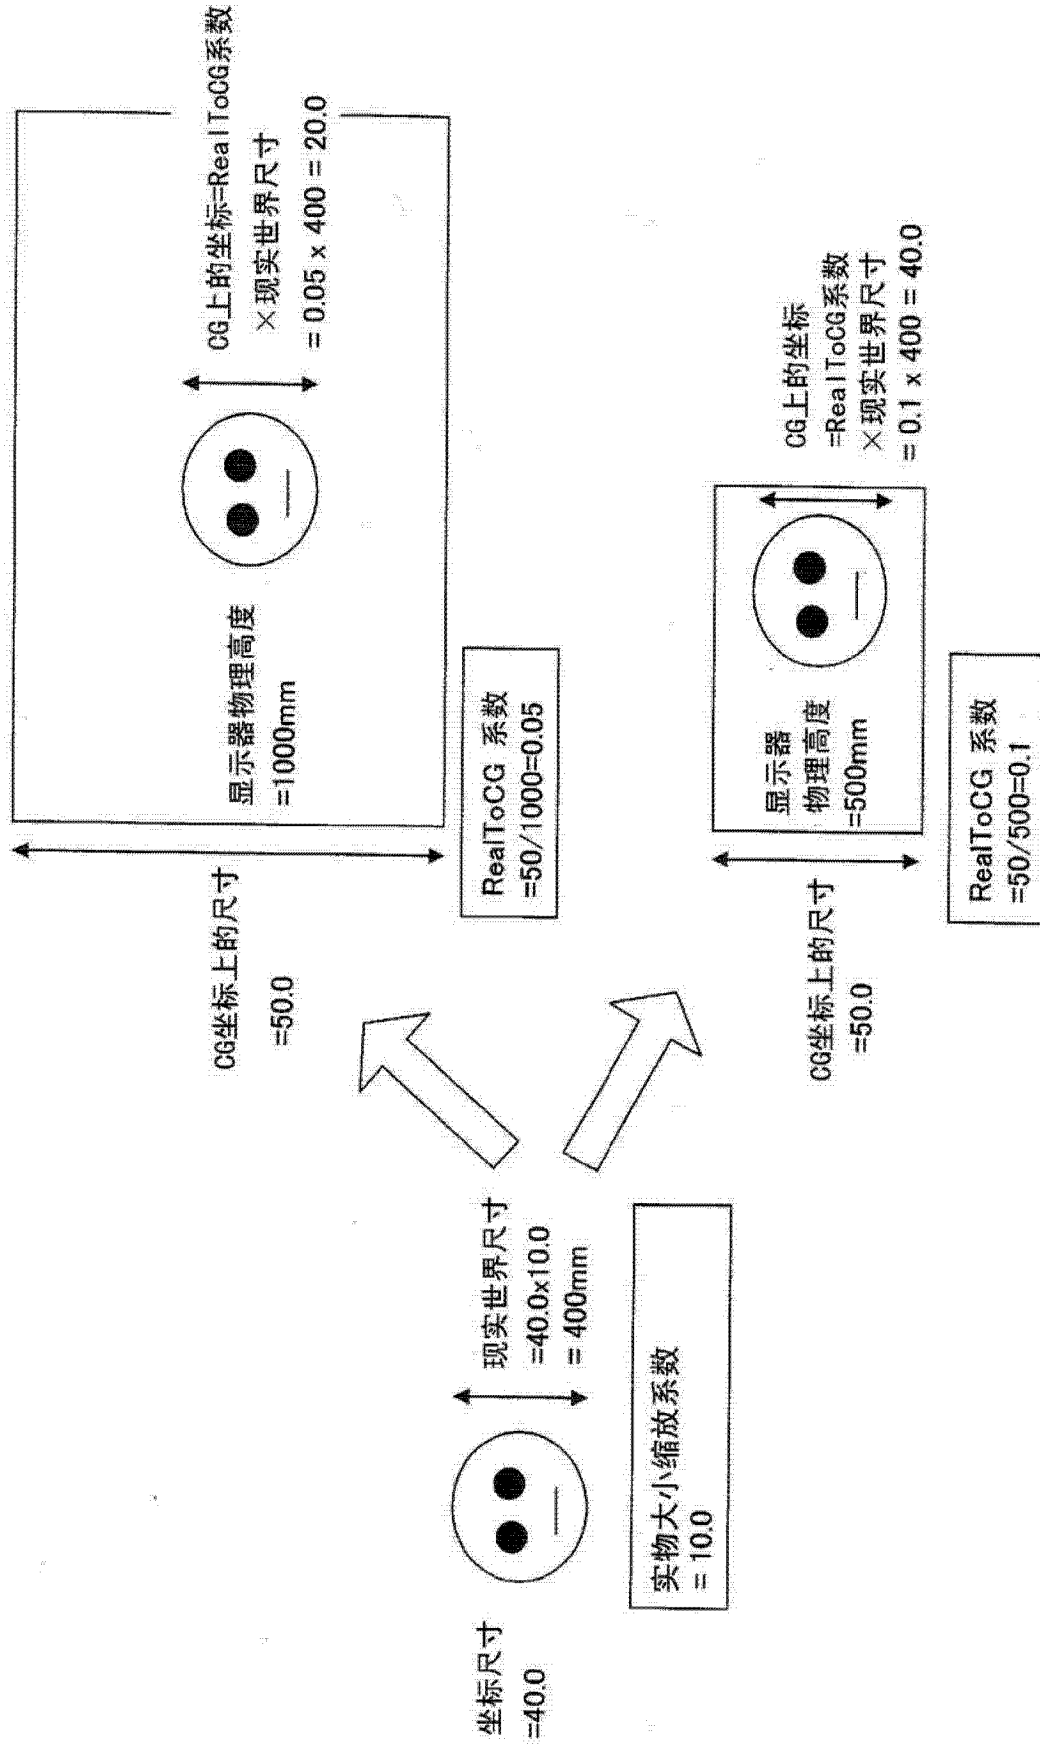 坐标尺寸
=40.0
现实世界尺寸
=40.0x10.0
= 400mm
实物大小缩放系数
= 10.0
CG坐标上的尺寸
=50.0
显示器物理高度
=1000mm
CG上的坐标=RealToCG系数
×现实世界尺寸
= 0.05 x 400 = 20.0
RealToCG 系数
=50/1000=0.05
CG坐标上的尺寸
=50.0
显示器
物理高度
=500mm
CG上的坐标
=RealToCG系数
×现实世界尺寸
= 0.1 x 400 = 40.0
RealToCG 系数
=50/500=0.1